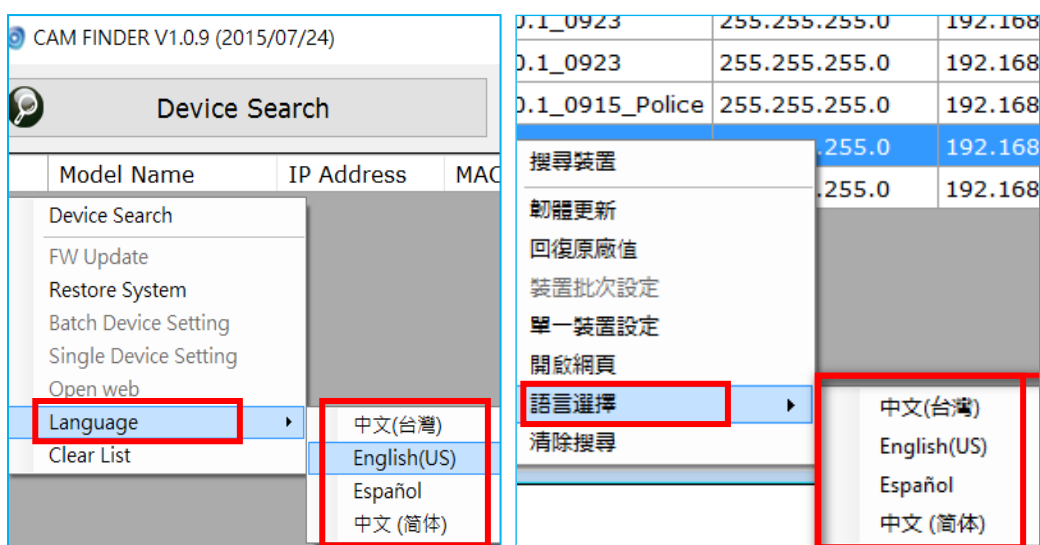 CAM FINDER V1.0.9 (2015/07/24)
Device Search
Model Name IP Address MAC
Device Search
FW Update
Restore System
Batch Device Setting
Single Device Setting
Open web
Language
Clear List
中文(台灣)
English(US)
Español
中文 (简体)
0.1_0923 255.255.255.0 192.168
0.1_0923 255.255.255.0 192.168
0.1_0915_Police 255.255.255.0 192.168
.255.0 192.168
.255.0 192.168
搜尋裝置
韌體更新
回復原廠值
裝置批次設定
單一裝置設定
開啟網頁
語言選擇
清除搜尋
中文(台灣)
English(US)
Español
中文 (简体)